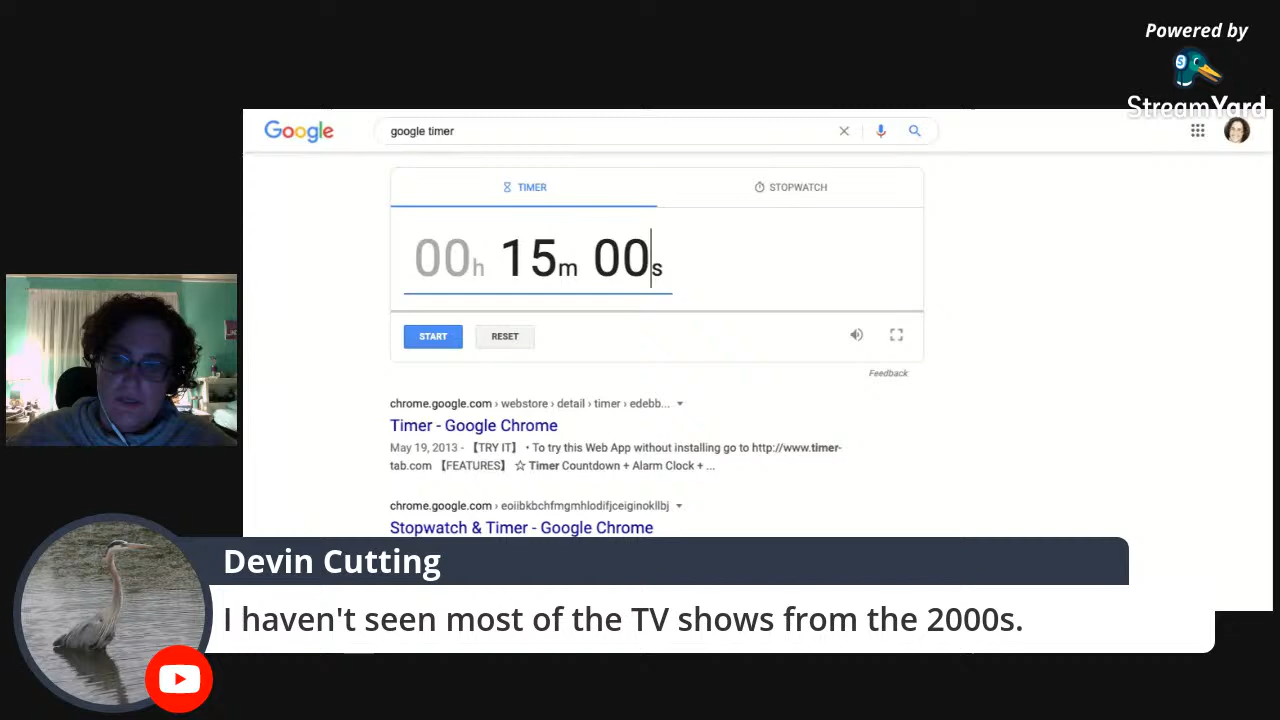 Powered by
StreamYard
Google
google timer
TIMER
STOPWATCH
00h 15m 00s
START
RESET
Feedback
chrome.google.com › webstore › detail › timer › edebb...
Timer - Google Chrome
May 19, 2013 - 【TRY IT】 • To try this Web App without installing go to http://www.timer-
tab.com 【FEATURES】 ☆ Timer Countdown + Alarm Clock + ...
chrome.google.com › eoiibkbchfmgmhlodifjceiginokllbj
Stopwatch & Timer - Google Chrome
Devin Cutting
I haven't seen most of the TV shows from the 2000s.